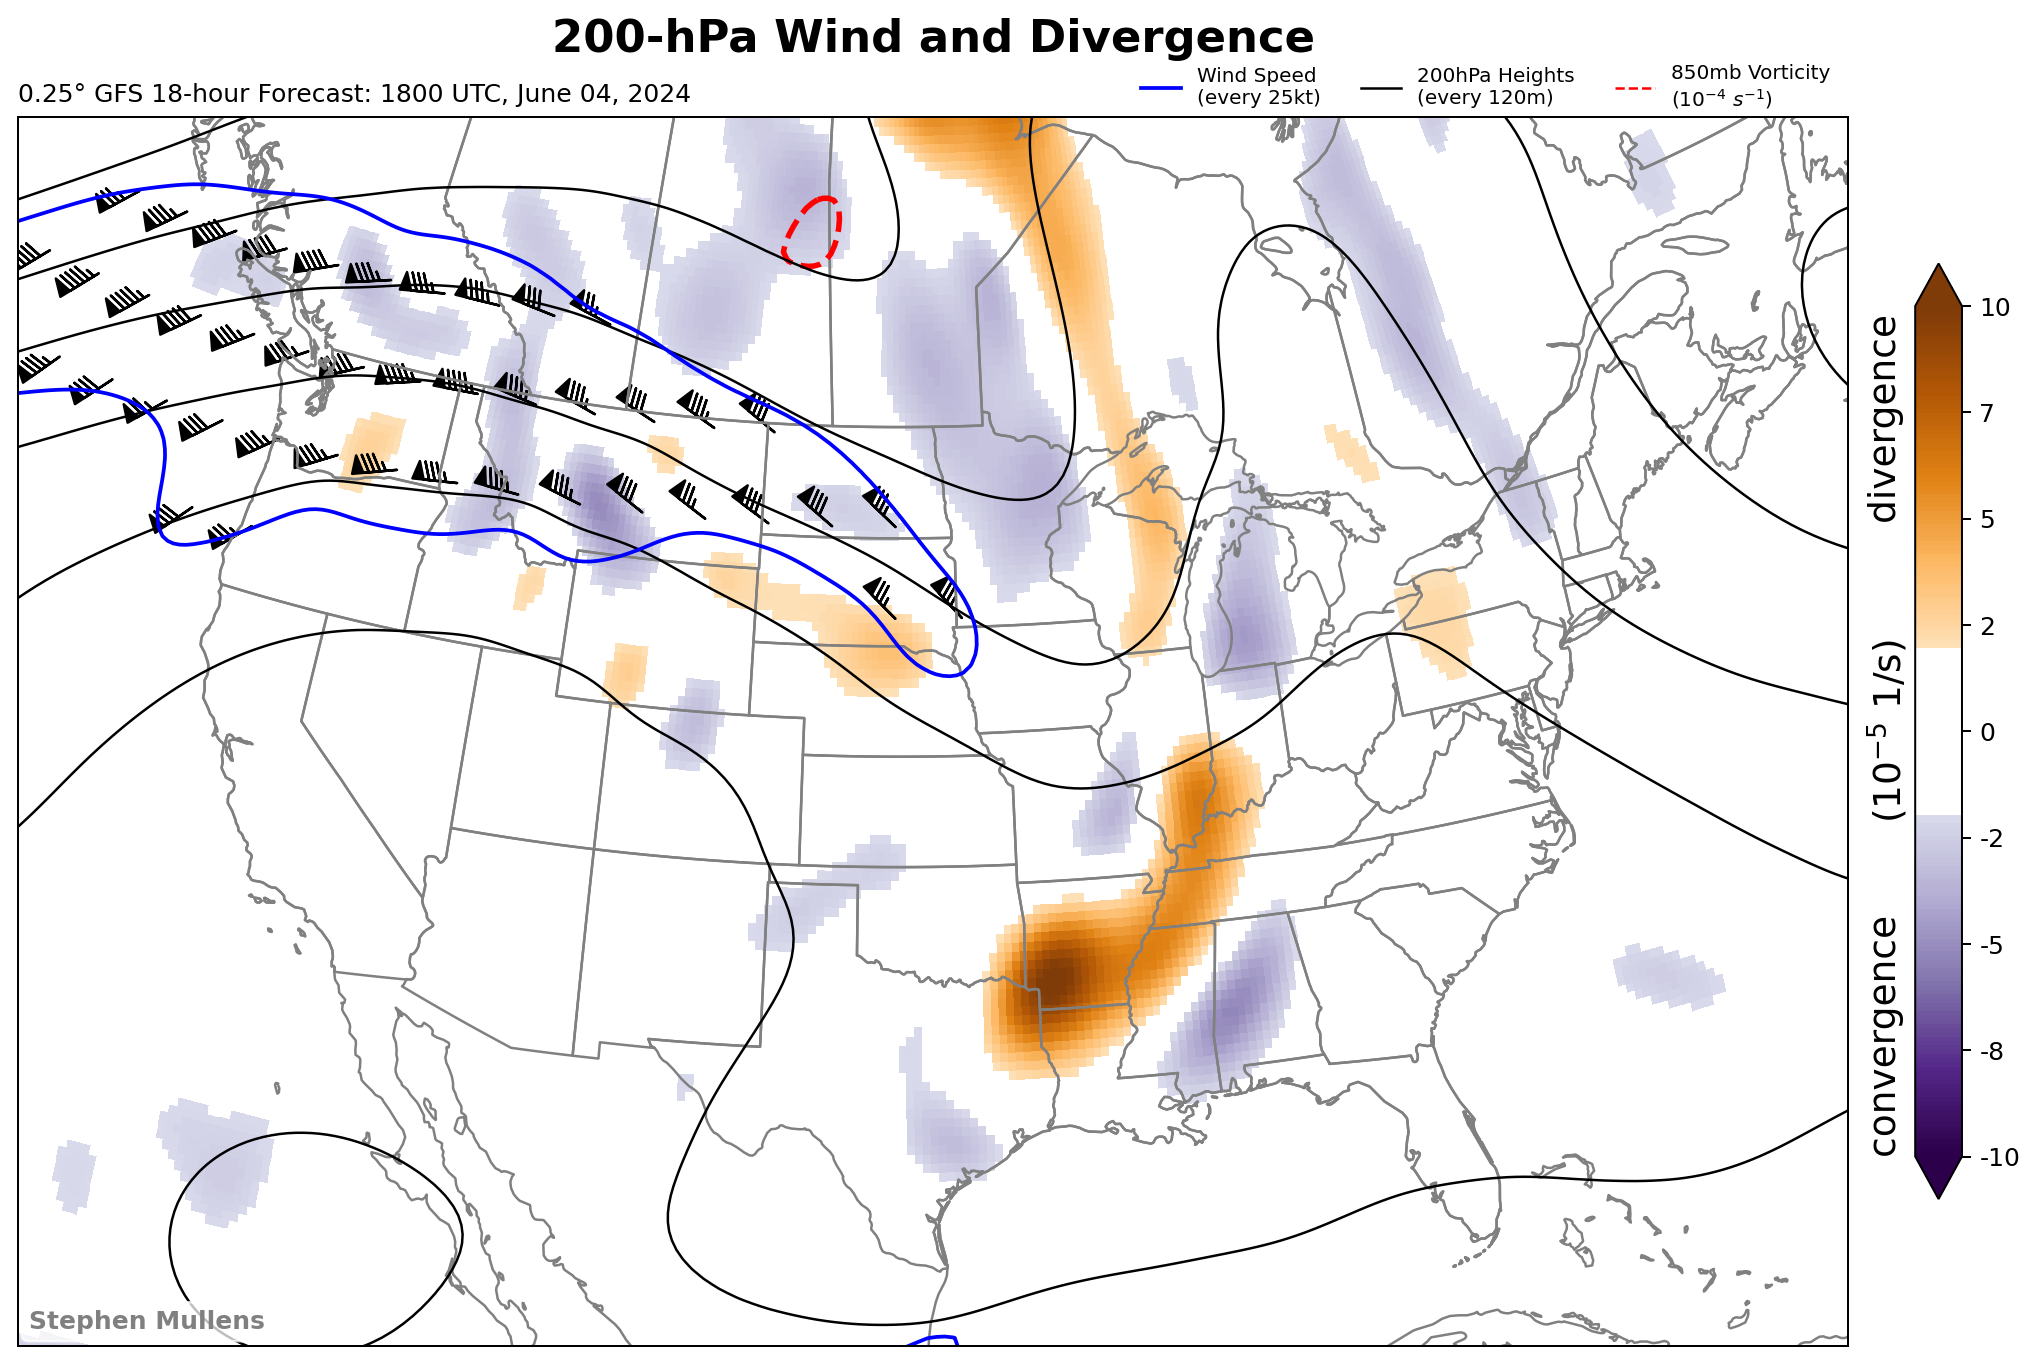 200-hPa Wind and Divergence
0.25° GFS 18-hour Forecast: 1800 UTC, June 04, 2024
Wind Speed
(every 25kt)
200hPa Heights
(every 120m)
850mb Vorticity
(10⁻⁴ s⁻¹)
10
7
5
2
0
-2
-5
-8
-10
convergence (10⁻⁵ 1/s) divergence
Stephen Mullens